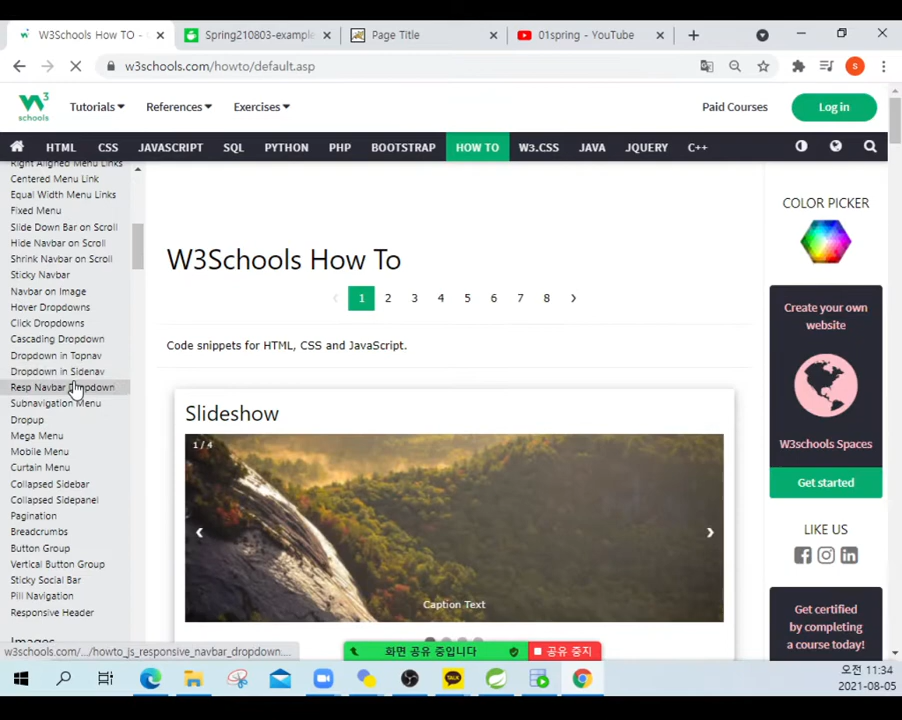 W3Schools How TO -
Spring210803-example
Page Title
01spring - YouTube
w3schools.com/howto/default.asp
S
W3
schools
Tutorials
References
Exercises
Paid Courses
Log in
HTML
CSS
JAVASCRIPT
SQL
PYTHON
PHP
BOOTSTRAP
HOW TO
W3.CSS
JAVA
JQUERY
C++
Right Aligned Menu Links
Centered Menu Link
Equal Width Menu Links
Fixed Menu
Slide Down Bar on Scroll
Hide Navbar on Scroll
Shrink Navbar on Scroll
Sticky Navbar
Navbar on Image
Hover Dropdowns
Click Dropdowns
Cascading Dropdown
Dropdown in Topnav
Dropdown in Sidenav
Resp Navbar Dropdown
Subnavigation Menu
Dropup
Mega Menu
Mobile Menu
Curtain Menu
Collapsed Sidebar
Collapsed Sidepanel
Pagination
Breadcrumbs
Button Group
Vertical Button Group
Sticky Social Bar
Pill Navigation
Responsive Header
Images
W3Schools How To
‹ 1 2 3 4 5 6 7 8 ›
Code snippets for HTML, CSS and JavaScript.
Slideshow
1 / 4
Caption Text
COLOR PICKER
Create your own
website
W3schools Spaces
Get started
LIKE US
Get certified
by completing
a course today!
w3schools.com/.../howto_js_responsive_navbar_dropdown....
화면 공유 중입니다
공유 중지
TALK
오전 11:34
2021-08-05